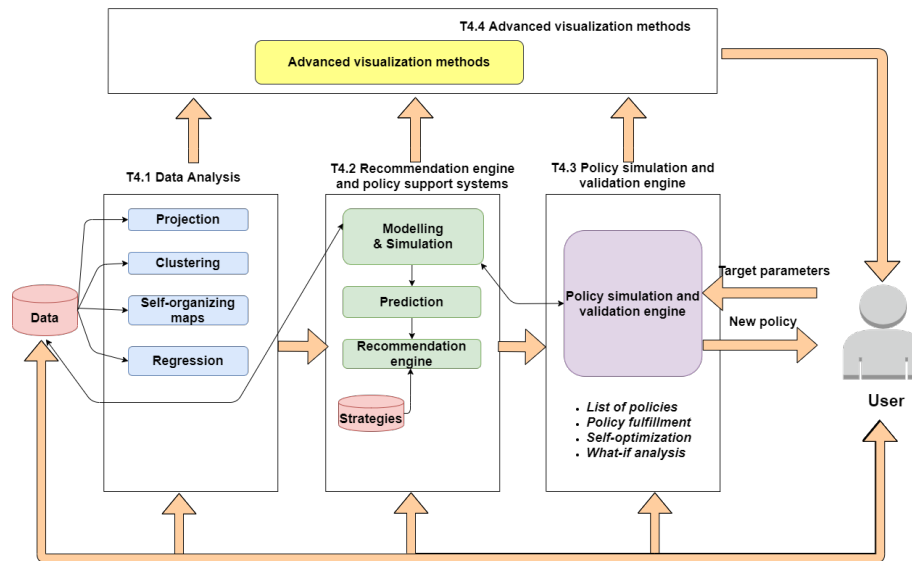 T4.4 Advanced visualization methods
Advanced visualization methods
T4.1 Data Analysis
T4.2 Recommendation engine
and policy support systems
T4.3 Policy simulation and
validation engine
Projection
Clustering
Self-organizing
maps
Regression
Data
Modelling
& Simulation
Prediction
Recommendation
engine
Strategies
Policy simulation and
validation engine
• List of policies
• Policy fulfillment
• Self-optimization
• What-if analysis
Target parameters
New policy
User